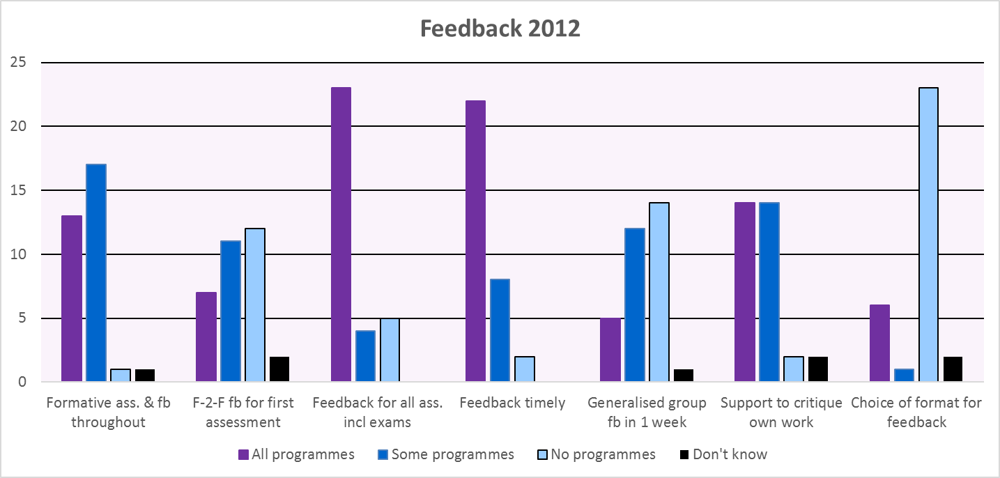 Feedback 2012
25
20
15
10
5
0
Formative ass. & fb
throughout
F-2-F fb for first
assessment
Feedback for all ass.
incl exams
Feedback timely
Generalised group
fb in 1 week
Support to critique
own work
Choice of format for
feedback
All programmes
Some programmes
No programmes
Don't know